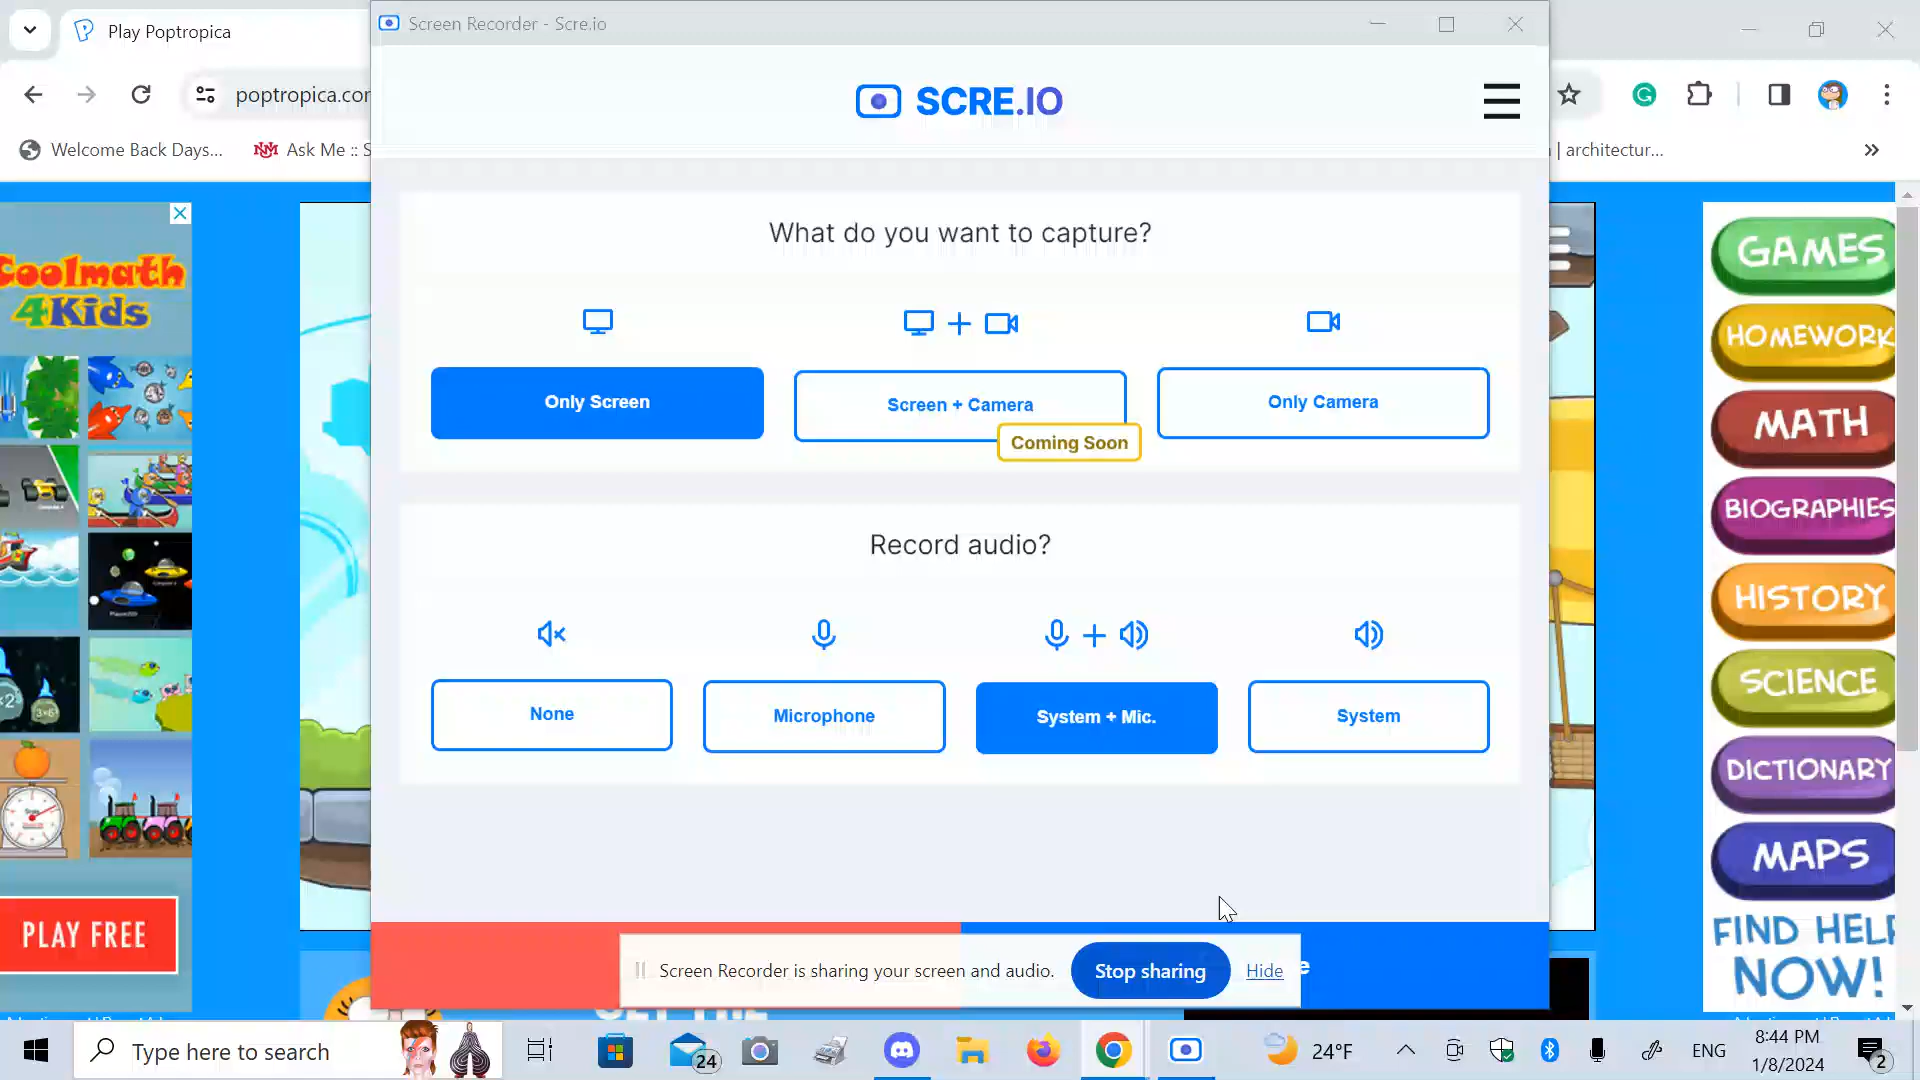 Play Poptropica
Screen Recorder - Scre.io
poptropica.cor
SCRE.IO
Welcome Back Days...
Ask Me :: S
| architectur...
Coolmath
4Kids
What do you want to capture?
Only Screen
Screen + Camera
Only Camera
Coming Soon
Record audio?
None
Microphone
System + Mic.
System
PLAY FREE
GAMES
HOMEWORK
MATH
BIOGRAPHIES
HISTORY
SCIENCE
DICTIONARY
MAPS
FIND HELP
NOW!
Screen Recorder is sharing your screen and audio.
Stop sharing
Hide
e
Type here to search
24
24°F
ENG
8:44 PM
1/8/2024
2